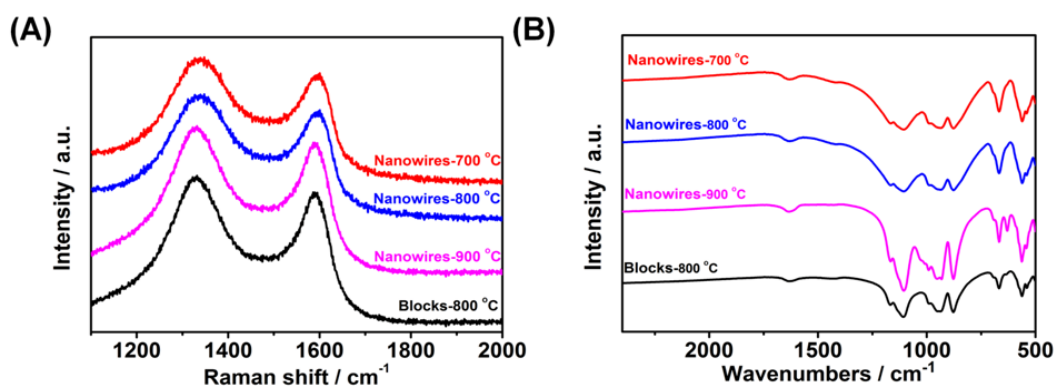 (A)
Intensity / a.u.
Nanowires-700 °C
Nanowires-800 °C
Nanowires-900 °C
Blocks-800 °C
1200 1400 1600 1800 2000
Raman shift / cm⁻¹
(B)
Intensity / a.u.
Nanowires-700 °C
Nanowires-800 °C
Nanowires-900 °C
Blocks-800 °C
2000 1500 1000 500
Wavenumbers / cm⁻¹